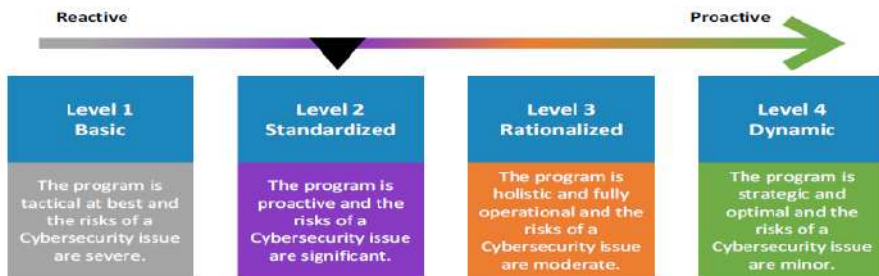 Reactive
Proactive
Level 1
Basic
The program is
tactical at best and
the risks of a
Cybersecurity issue
are severe.
Level 2
Standardized
The program is
proactive and the
risks of a
Cybersecurity issue
are significant.
Level 3
Rationalized
The program is
holistic and fully
operational and the
risks of a
Cybersecurity issue
are moderate.
Level 4
Dynamic
The program is
strategic and
optimal and the
risks of a
Cybersecurity issue
are minor.